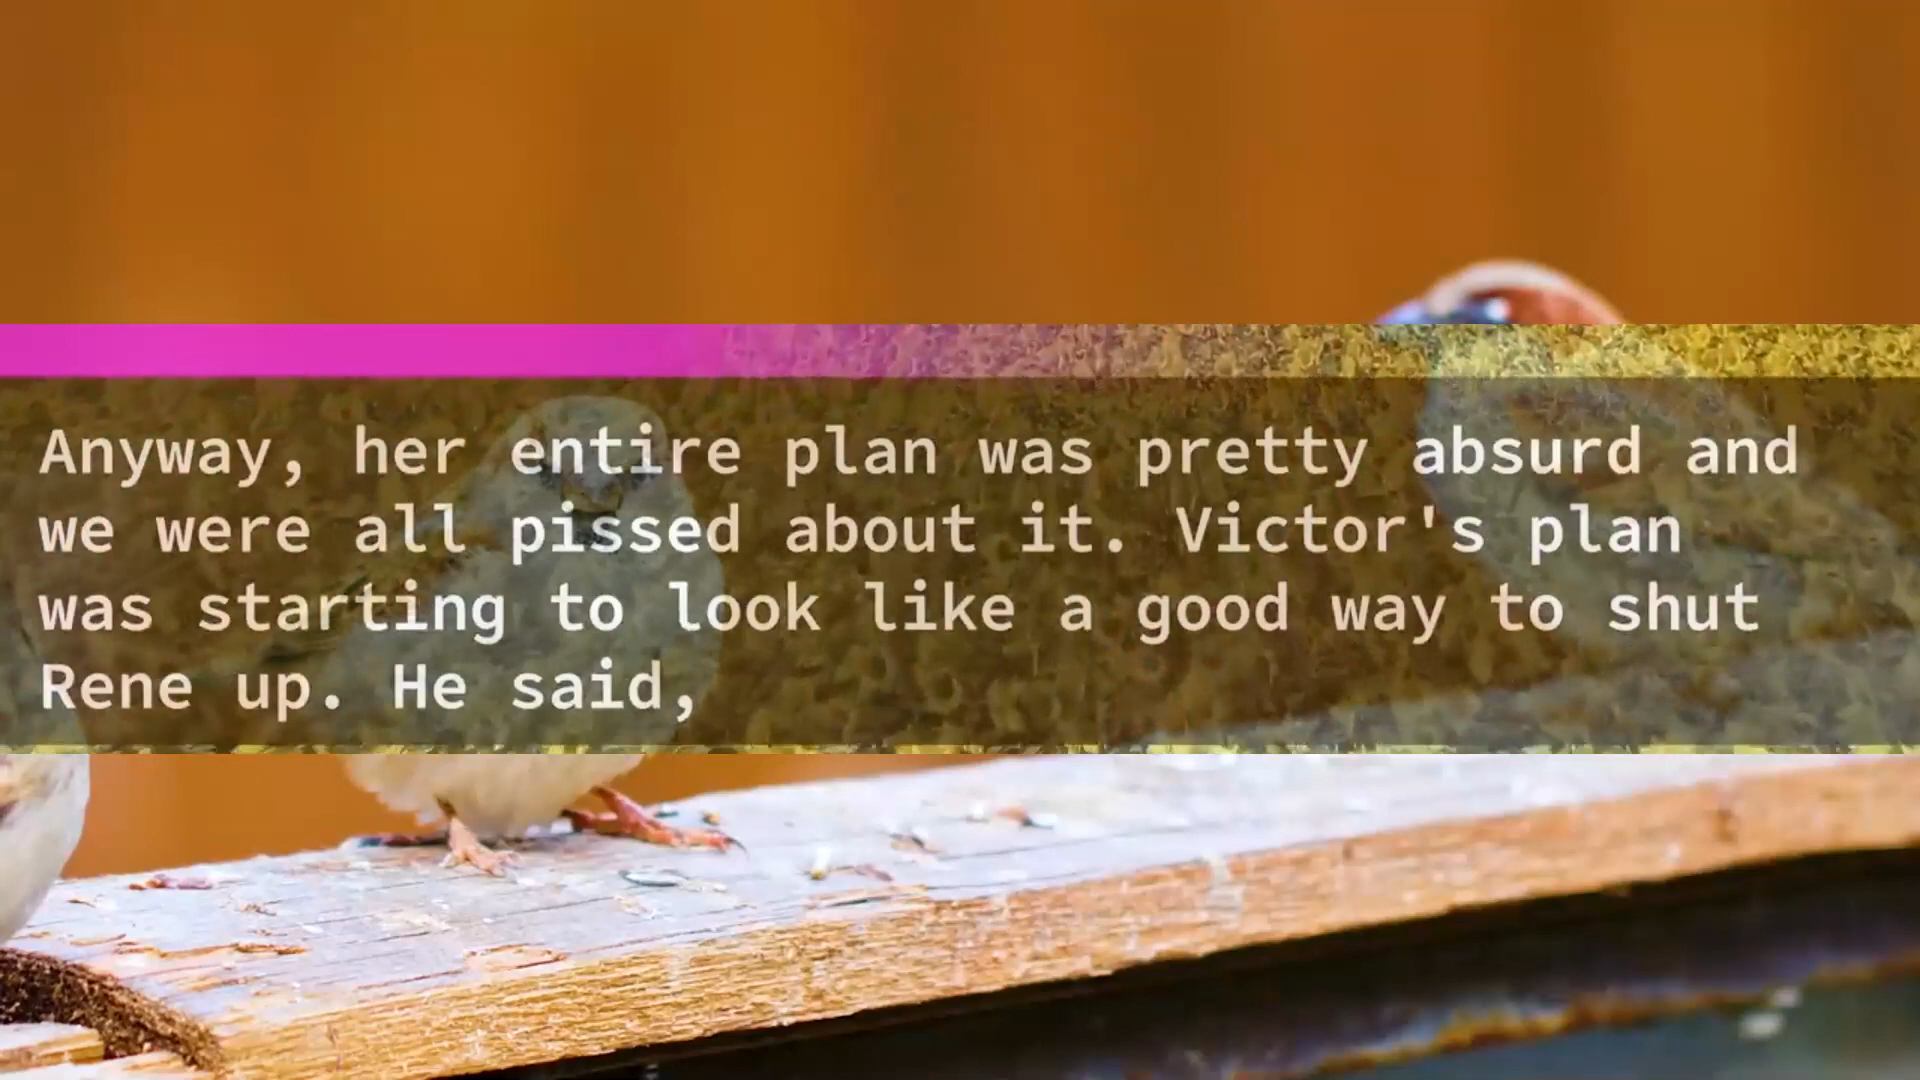 Anyway, her entire plan was pretty absurd and
we were all pissed about it. Victor's plan
was starting to look like a good way to shut
Rene up. He said,